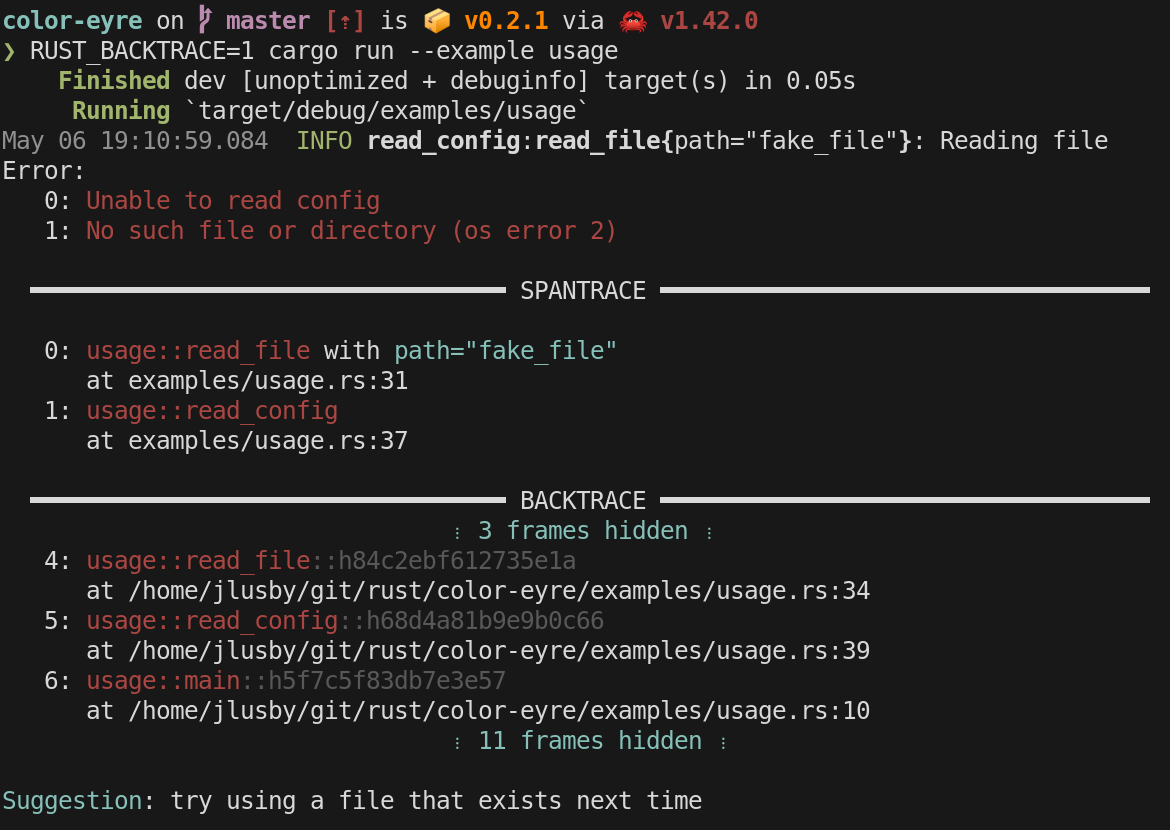 color-eyre on master [⇡] is 📦 v0.2.1 via 🦀 v1.42.0
❯ RUST_BACKTRACE=1 cargo run --example usage
    Finished dev [unoptimized + debuginfo] target(s) in 0.05s
     Running `target/debug/examples/usage`
May 06 19:10:59.084  INFO read_config:read_file{path="fake_file"}: Reading file
Error:
   0: Unable to read config
   1: No such file or directory (os error 2)
SPANTRACE
   0: usage::read_file with path="fake_file"
      at examples/usage.rs:31
   1: usage::read_config
      at examples/usage.rs:37
BACKTRACE
⋮ 3 frames hidden ⋮
   4: usage::read_file::h84c2ebf612735e1a
      at /home/jlusby/git/rust/color-eyre/examples/usage.rs:34
   5: usage::read_config::h68d4a81b9e9b0c66
      at /home/jlusby/git/rust/color-eyre/examples/usage.rs:39
   6: usage::main::h5f7c5f83db7e3e57
      at /home/jlusby/git/rust/color-eyre/examples/usage.rs:10
⋮ 11 frames hidden ⋮
Suggestion: try using a file that exists next time